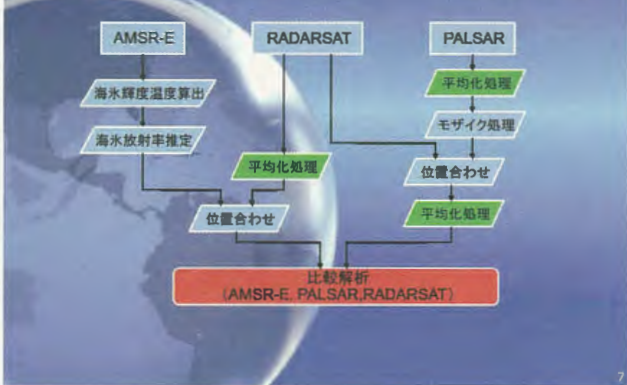 AMSR-E
RADARSAT
PALSAR
海氷輝度温度算出
平均化処理
海氷放射率推定
モザイク処理
平均化処理
位置合わせ
位置合わせ
平均化処理
比較解析
(AMSR-E, PALSAR,RADARSAT)
7